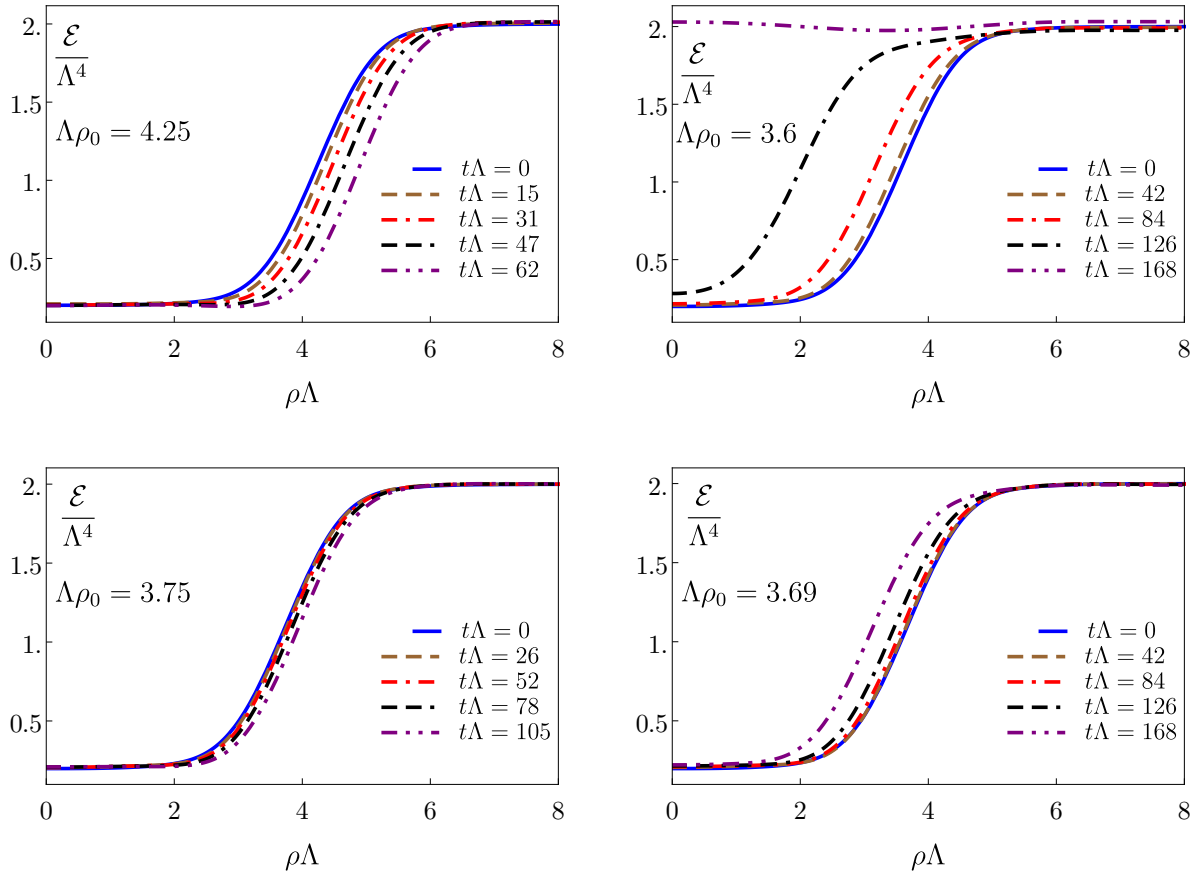 2.
1.5
1.
0.5
0 2 4 6 8
ρΛ
ℰ/Λ⁴
Λρ₀ = 4.25
tΛ = 0
tΛ = 15
tΛ = 31
tΛ = 47
tΛ = 62
2.
1.5
1.
0.5
0 2 4 6 8
ρΛ
ℰ/Λ⁴
Λρ₀ = 3.6
tΛ = 0
tΛ = 42
tΛ = 84
tΛ = 126
tΛ = 168
2.
1.5
1.
0.5
0 2 4 6 8
ρΛ
ℰ/Λ⁴
Λρ₀ = 3.75
tΛ = 0
tΛ = 26
tΛ = 52
tΛ = 78
tΛ = 105
2.
1.5
1.
0.5
0 2 4 6 8
ρΛ
ℰ/Λ⁴
Λρ₀ = 3.69
tΛ = 0
tΛ = 42
tΛ = 84
tΛ = 126
tΛ = 168